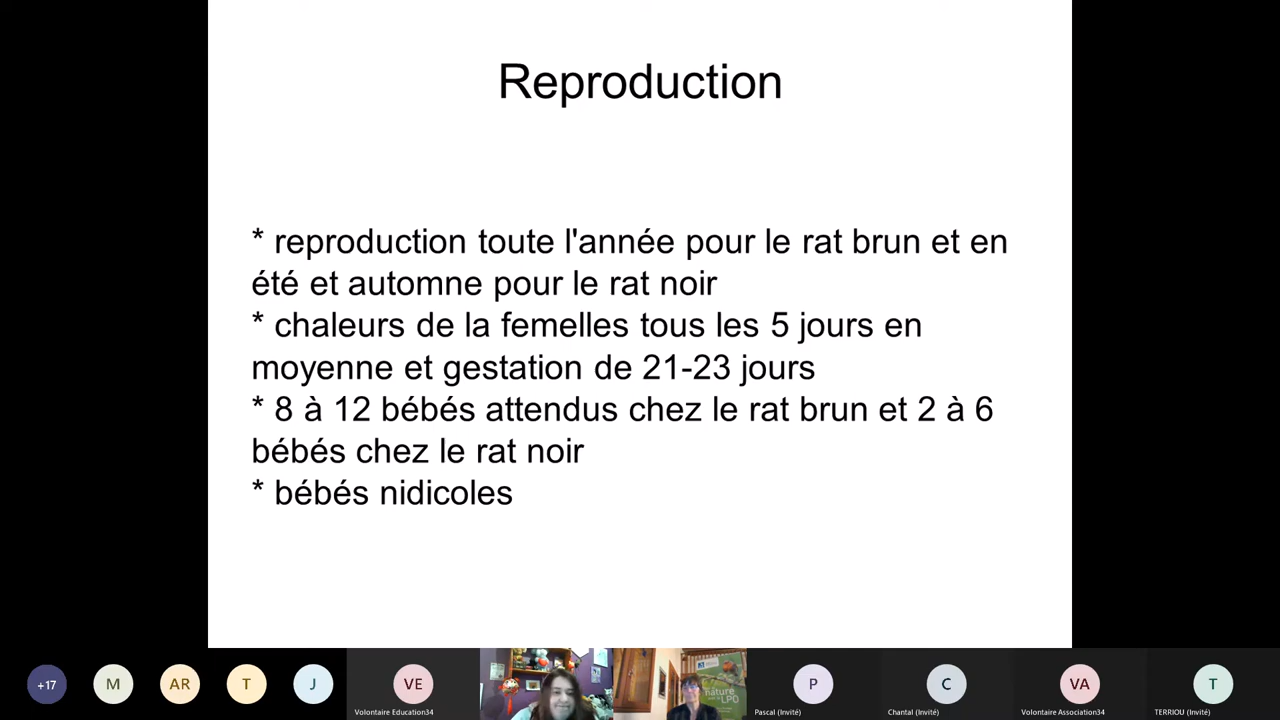 Reproduction
* reproduction toute l'année pour le rat brun et en
été et automne pour le rat noir
* chaleurs de la femelles tous les 5 jours en
moyenne et gestation de 21-23 jours
* 8 à 12 bébés attendus chez le rat brun et 2 à 6
bébés chez le rat noir
* bébés nidicoles
+17
M
AR
T
J
VE
nature
LPO
P
C
VA
T
Volontaire Education34
Pascal (Invité)
Chantal (Invité)
Volontaire Association34
TERRIOU (Invité)